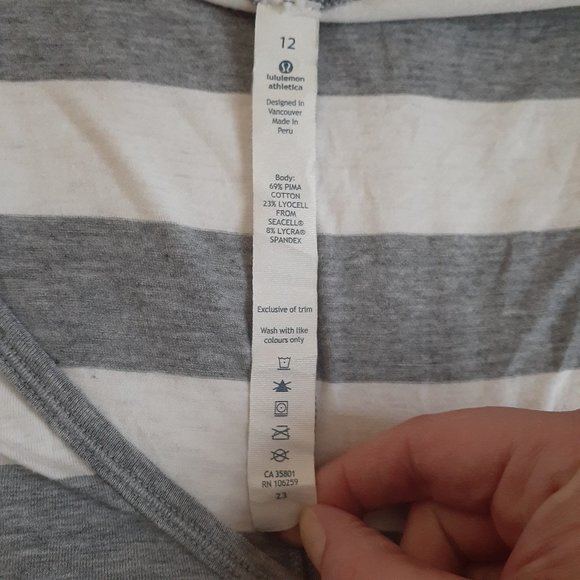 12
lululemon
athletica
Designed in
Vancouver
Made in
Peru
Body:
69% PIMA
COTTON
23% LYOCELL
FROM
SEACELL®
8% LYCRA®
SPANDEX
Exclusive of trim
Wash with like
colours only
CA 35801
RN 106259
23